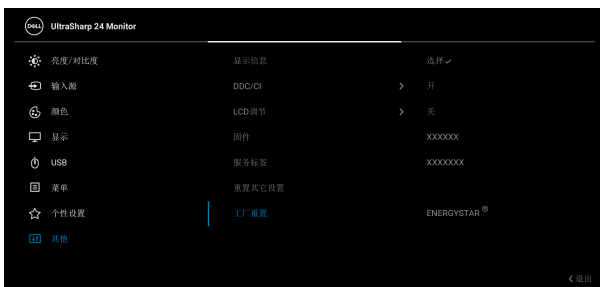 DELL UltraSharp 24 Monitor
亮度/对比度 显示信息 选择
输入源 DDC/CI 开
颜色 LCD调节 关
显示 固件 XXXXXX
USB 服务标签 XXXXXXX
菜单 重置其它设置
个性设置 工厂重置 ENERGYSTAR ®
其他
退出